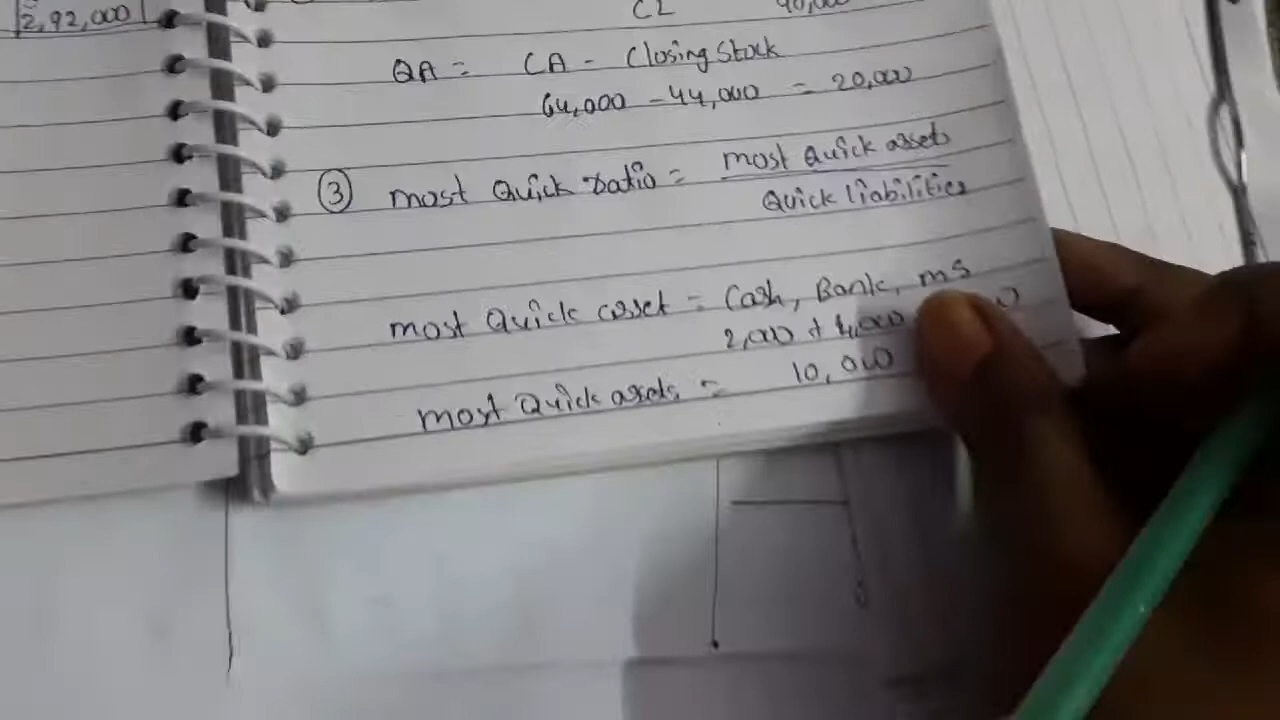 2,92,000
CL 40,000
QA = CA - Closing Stock
64,000 - 44,000 = 20,000
③ most Quick ratio = most Quick assets
Quick liabilities
most Quick asset = Cash, Bank, ms
2,000 + 4,000
most Quick assets = 10,000